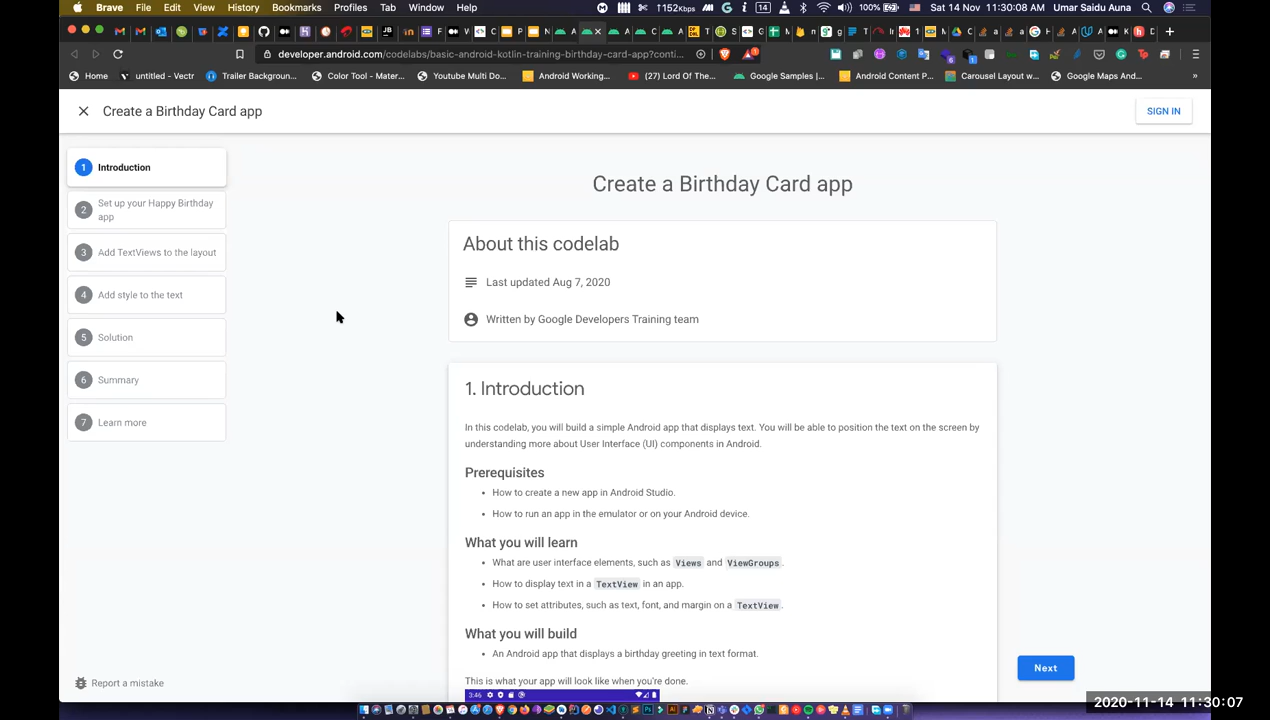 Brave File Edit View History Bookmarks Profiles Tab Window Help 1152Kbps 14 100% Sat 14 Nov 11:30:08 AM Umar Saidu Auna
developer.android.com/codelabs/basic-android-kotlin-training-birthday-card-app?conti...
Home untitled - Vectr Trailer Backgroun... Color Tool - Mater... Youtube Multi Do... Android Working... (27) Lord Of The... Google Samples |... Android Content P... Carousel Layout w... Google Maps And... »
Create a Birthday Card app
SIGN IN
1 Introduction
2 Set up your Happy Birthday
app
3 Add TextViews to the layout
4 Add style to the text
5 Solution
6 Summary
7 Learn more
Report a mistake
Create a Birthday Card app
About this codelab
Last updated Aug 7, 2020
Written by Google Developers Training team
1. Introduction
In this codelab, you will build a simple Android app that displays text. You will be able to position the text on the screen by
understanding more about User Interface (UI) components in Android.
Prerequisites
• How to create a new app in Android Studio.
• How to run an app in the emulator or on your Android device.
What you will learn
• What are user interface elements, such as Views and ViewGroups.
• How to display text in a TextView in an app.
• How to set attributes, such as text, font, and margin on a TextView.
What you will build
• An Android app that displays a birthday greeting in text format.
This is what your app will look like when you're done.
3:46
Next
2020-11-14 11:30:07